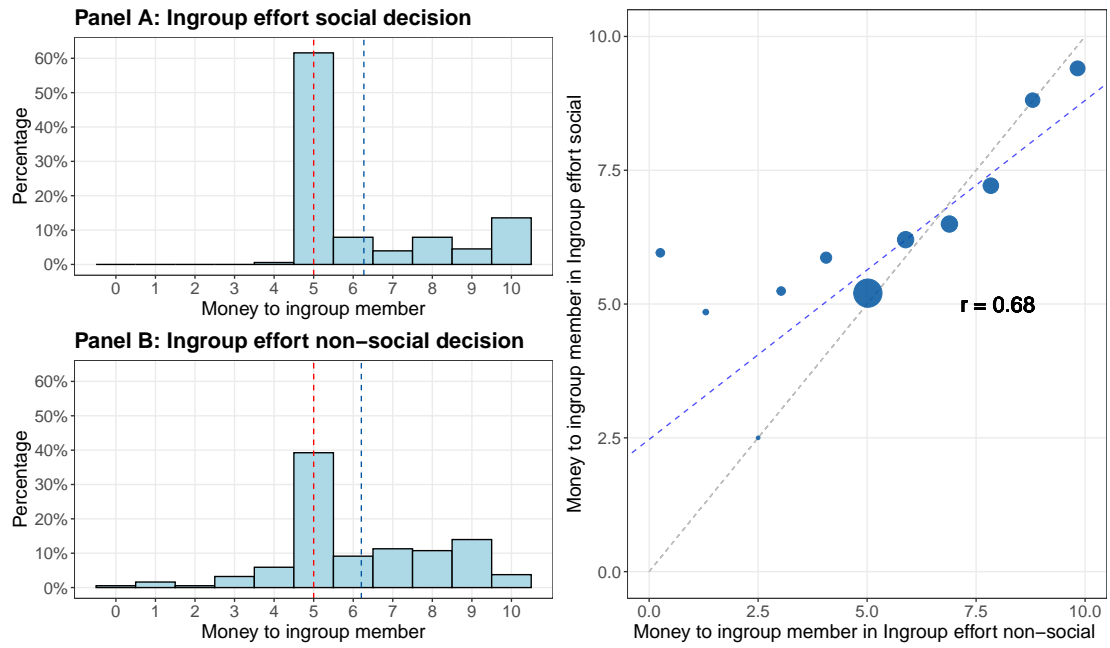 Panel A: Ingroup effort social decision
Percentage
60%
50%
40%
30%
20%
10%
0%
0 1 2 3 4 5 6 7 8 9 10
Money to ingroup member
Panel B: Ingroup effort non−social decision
Percentage
60%
50%
40%
30%
20%
10%
0%
0 1 2 3 4 5 6 7 8 9 10
Money to ingroup member
Money to ingroup member in Ingroup effort social
10.0
7.5
5.0
2.5
0.0
r = 0.68
0.0 2.5 5.0 7.5 10.0
Money to ingroup member in Ingroup effort non−social